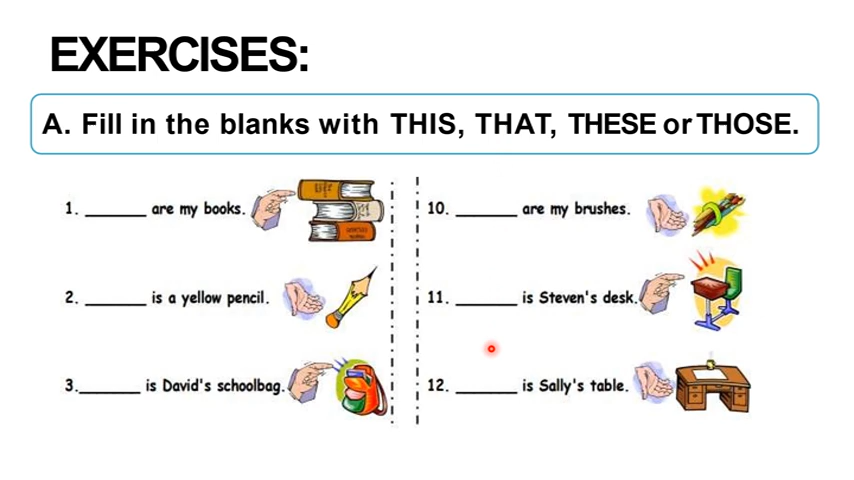 EXERCISES:
A. Fill in the blanks with THIS, THAT, THESE or THOSE.
1. ______ are my books.
2. ______ is a yellow pencil.
3.______ is David's schoolbag.
10. ______ are my brushes.
11. ______ is Steven's desk.
12. ______ is Sally's table.